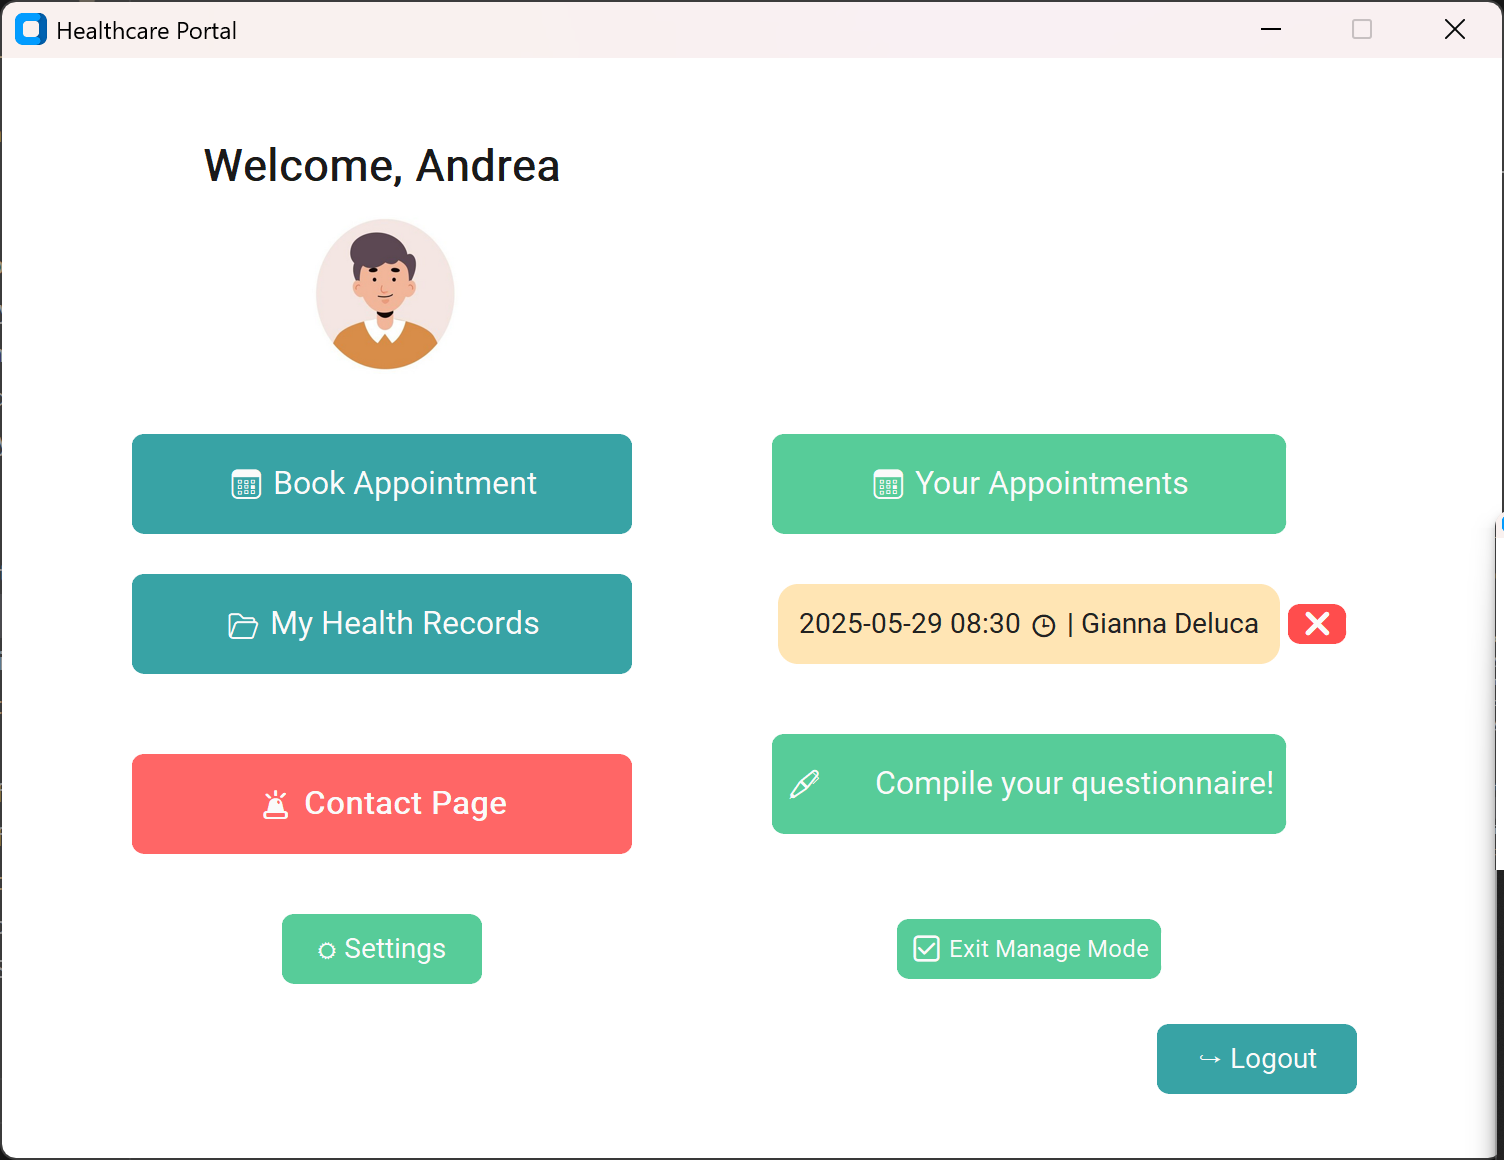 Healthcare Portal
Welcome, Andrea
Book Appointment
My Health Records
Contact Page
Settings
Your Appointments
2025-05-29 08:30 | Gianna Deluca
Compile your questionnaire!
Exit Manage Mode
Logout